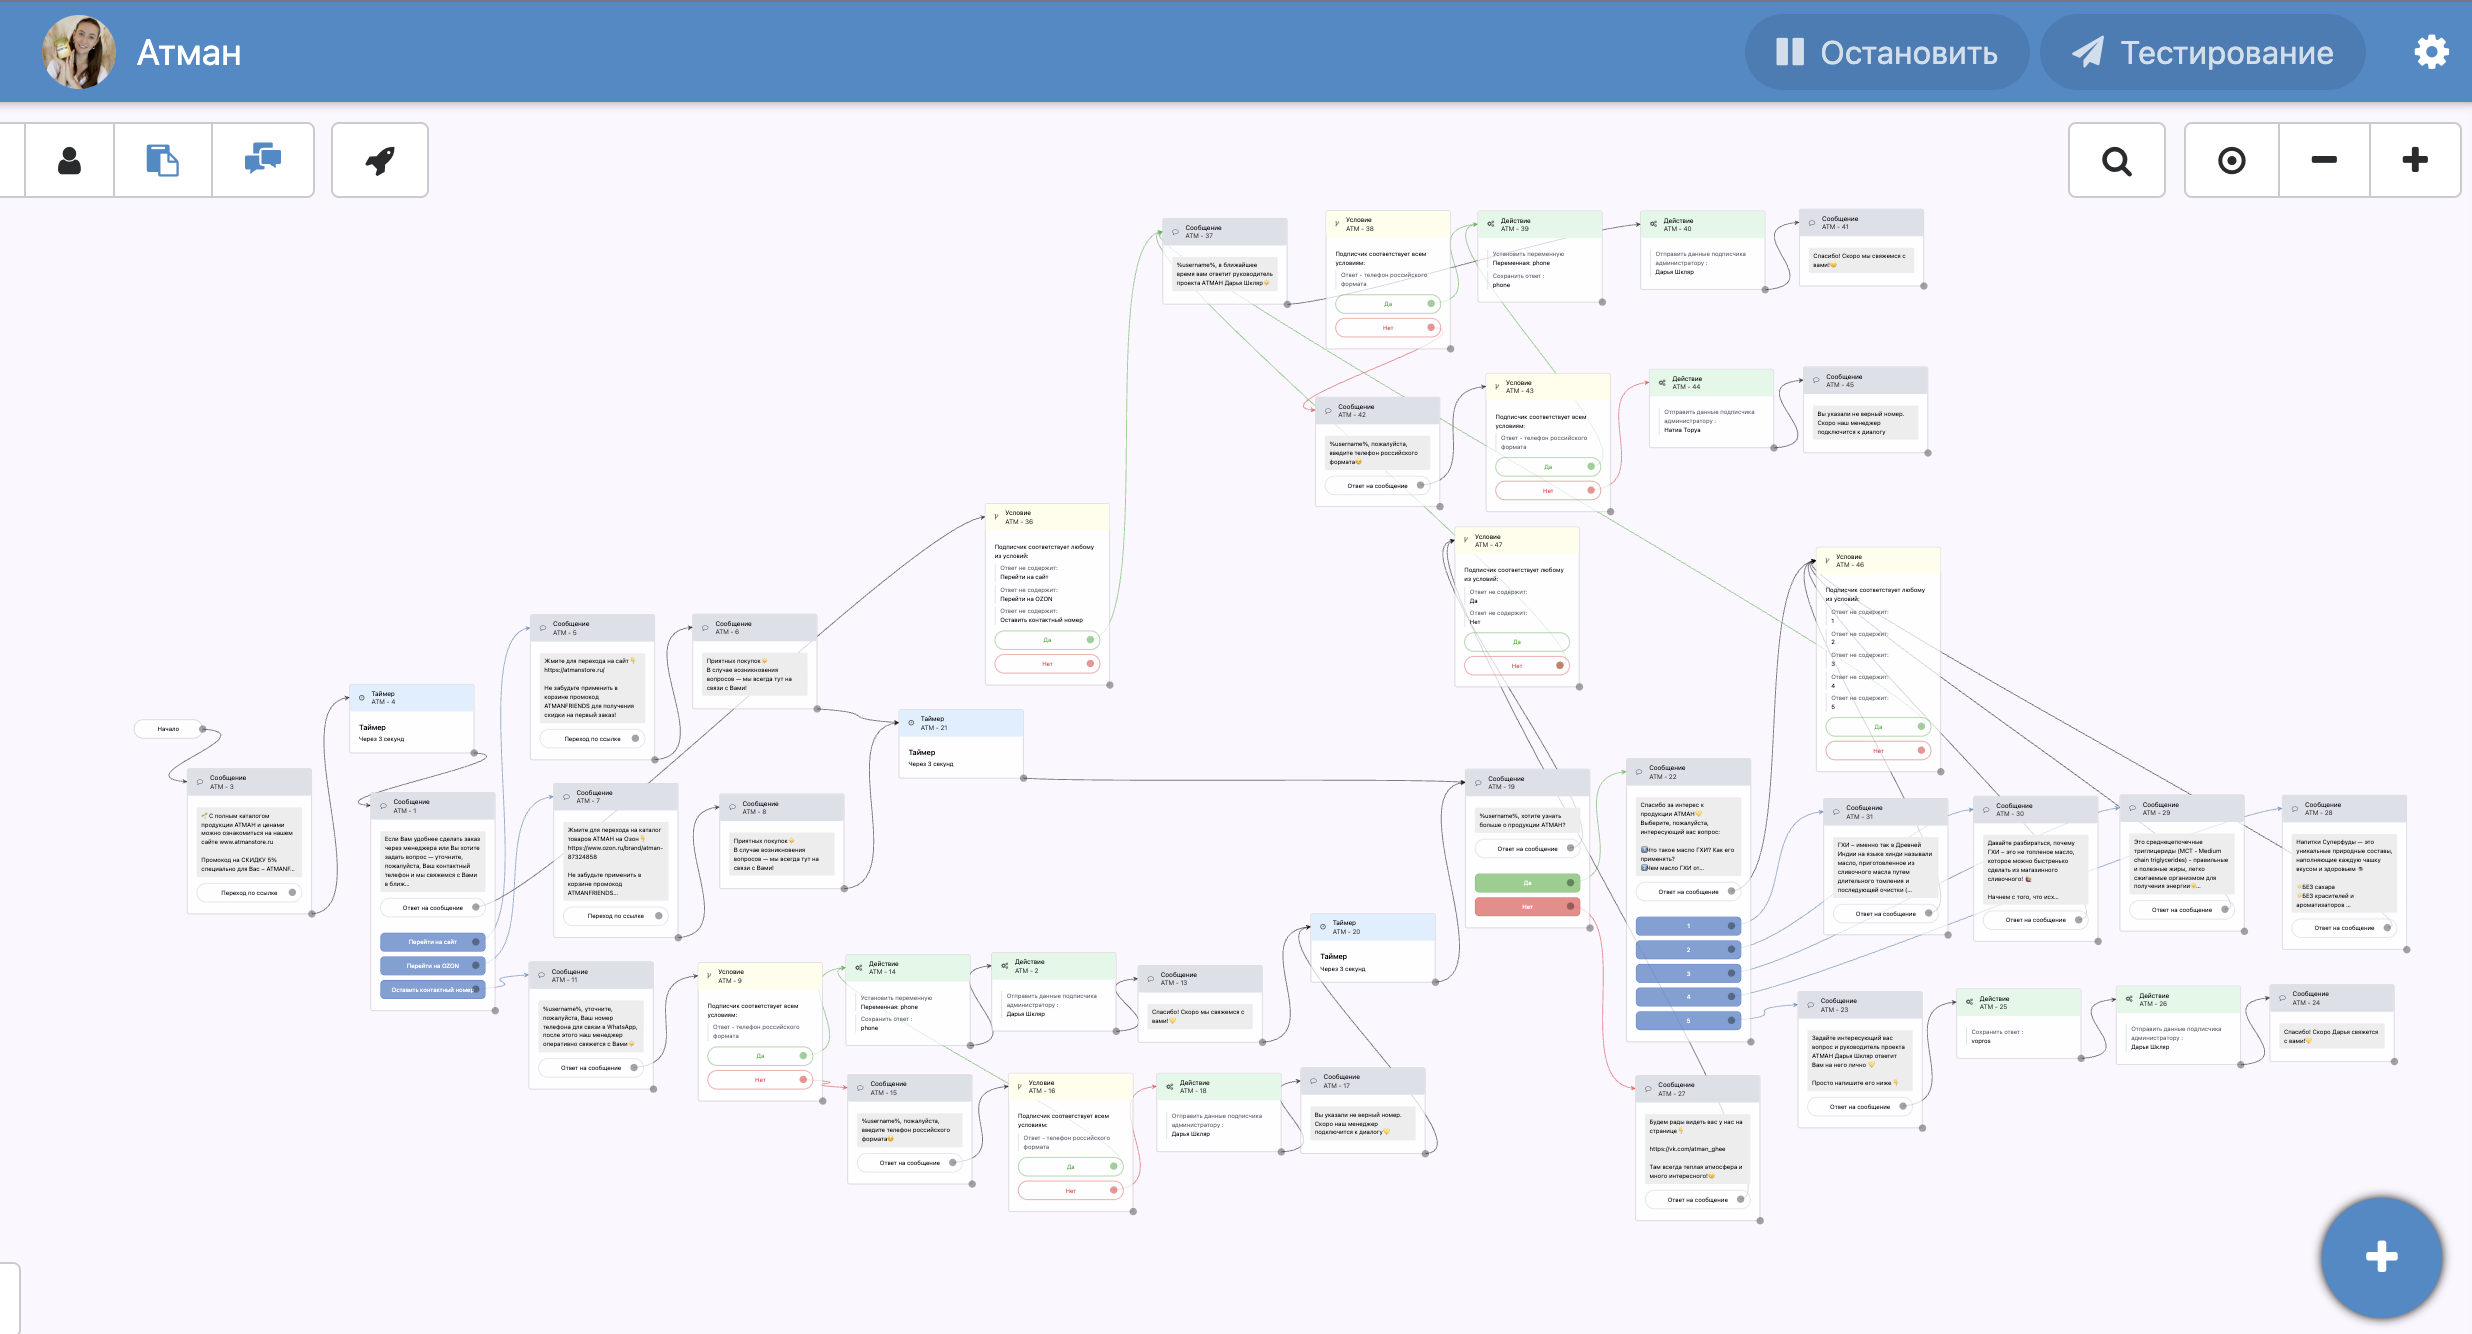 Атман
Остановить
Тестирование
Начало
Сообщение
АТМ - 3
С полным каталогом
продукции АТМАН и ценами
можно ознакомиться на нашем
сайте www.atmanstore.ru
Промокод на СКИДКУ 5%
специально для Вас – ATMANF...
Переход по ссылке
Таймер
АТМ - 4
Таймер
Через 3 секунд
Сообщение
АТМ - 1
Если Вам удобнее сделать заказ
через менеджера или Вы хотите
задать вопрос — уточните,
пожалуйста, Ваш контактный
телефон и мы свяжемся с Вами
в ближ...
Ответ на сообщение
Перейти на сайт
Перейти на OZON
Оставить контактный номер
Сообщение
АТМ - 5
Жмите для перехода на сайт👇
https://atmanstore.ru/
Не забудьте применить в
корзине промокод
ATMANFRIENDS для получения
скидки на первый заказ!
Переход по ссылке
Сообщение
АТМ - 6
Приятных покупок
В случае возникновения
вопросов — мы всегда тут на
связи с Вами!
Сообщение
АТМ - 7
Жмите для перехода на каталог
товаров АТМАН на Озон👇
https://www.ozon.ru/brand/atman-
87324858
Не забудьте применить в
корзине промокод
ATMANFRIENDS...
Переход по ссылке
Сообщение
АТМ - 8
Приятных покупок
В случае возникновения
вопросов — мы всегда тут на
связи с Вами!
Таймер
АТМ - 21
Таймер
Через 3 секунд
Сообщение
АТМ - 11
%username%, уточните,
пожалуйста, Ваш номер
телефона для связи в WhatsApp,
после этого наш менеджер
оперативно свяжется с Вами
Ответ на сообщение
Условие
АТМ - 9
Подписчик соответствует всем
условиям:
Ответ - телефон российского
формата
Да
Нет
Действие
АТМ - 14
Установить переменную
Переменная: phone
Сохранить ответ :
phone
Действие
АТМ - 2
Отправить данные подписчика
администратору :
Дарья Шкляр
Сообщение
АТМ - 13
Спасибо! Скоро мы свяжемся с
вами!
Сообщение
АТМ - 15
%username%, пожалуйста,
введите телефон российского
формата
Ответ на сообщение
Условие
АТМ - 16
Подписчик соответствует всем
условиям:
Ответ - телефон российского
формата
Да
Нет
Действие
АТМ - 18
Отправить данные подписчика
администратору :
Дарья Шкляр
Сообщение
АТМ - 17
Вы указали не верный номер.
Скоро наш менеджер
подключится к диалогу
Таймер
АТМ - 20
Таймер
Через 3 секунд
Условие
АТМ - 36
Подписчик соответствует любому
из условий:
Ответ не содержит:
Перейти на сайт
Ответ не содержит:
Перейти на OZON
Ответ не содержит:
Оставить контактный номер
Да
Нет
Сообщение
АТМ - 37
%username%, в ближайшее
время вам ответит руководитель
проекта АТМАН Дарья Шкляр
Условие
АТМ - 38
Подписчик соответствует всем
условиям:
Ответ - телефон российского
формата
Да
Нет
Действие
АТМ - 39
Установить переменную
Переменная: phone
Сохранить ответ :
phone
Действие
АТМ - 40
Отправить данные подписчика
администратору :
Дарья Шкляр
Сообщение
АТМ - 41
Спасибо! Скоро мы свяжемся с
вами!
Сообщение
АТМ - 42
%username%, пожалуйста,
введите телефон российского
формата
Ответ на сообщение
Условие
АТМ - 43
Подписчик соответствует всем
условиям:
Ответ - телефон российского
формата
Да
Нет
Действие
АТМ - 44
Отправить данные подписчика
администратору :
Натиа Торуа
Сообщение
АТМ - 45
Вы указали не верный номер.
Скоро наш менеджер
подключится к диалогу
Условие
АТМ - 47
Подписчик соответствует любому
из условий:
Ответ не содержит:
Да
Ответ не содержит:
Нет
Да
Нет
Условие
АТМ - 46
Подписчик соответствует любому
из условий:
Ответ не содержит:
1
Ответ не содержит:
2
Ответ не содержит:
3
Ответ не содержит:
4
Ответ не содержит:
5
Да
Нет
Сообщение
АТМ - 19
%username%, хотите узнать
больше о продукции АТМАН?
Ответ на сообщение
Да
Нет
Сообщение
АТМ - 22
Спасибо за интерес к
продукции АТМАН
Выберите, пожалуйста,
интересующий вас вопрос:
1️⃣Что такое масло ГХИ? Как его
применять?
Чем масло ГХИ от...
Ответ на сообщение
1
2
3
4
5
Сообщение
АТМ - 31
ГХИ – именно так в Древней
Индии на языке хинди называли
масло, приготовленное из
сливочного масла путем
длительного томления и
последующей очистки (...
Ответ на сообщение
Сообщение
АТМ - 30
Давайте разбираться, почему
ГХИ – это не топленое масло,
которое можно быстренько
сделать из магазинного
сливочного!
Начнем с того, что исх...
Ответ на сообщение
Сообщение
АТМ - 29
Это среднецепочечные
триглицериды (МСТ - Medium
chain triglycerides) - правильные
и полезные жиры, легко
сжигаемые организмом для
получения энергии...
Ответ на сообщение
Сообщение
АТМ - 28
Напитки Суперфуды — это
уникальные природные составы,
наполняющие каждую чашку
вкусом и здоровьем
БЕЗ сахара
БЕЗ красителей и
ароматизаторов ...
Ответ на сообщение
Сообщение
АТМ - 23
Задайте интересующий вас
вопрос и руководитель проекта
АТМАН Дарья Шкляр ответит
Вам на него лично
Просто напишите его ниже👇
Ответ на сообщение
Действие
АТМ - 25
Сохранить ответ :
vopros
Действие
АТМ - 26
Отправить данные подписчика
администратору :
Дарья Шкляр
Сообщение
АТМ - 24
Спасибо! Скоро Дарья свяжется
с вами!
Сообщение
АТМ - 27
Будем рады видеть вас у нас на
странице👇
https://vk.com/atman_ghee
Там всегда теплая атмосфера и
много интересного!
Ответ на сообщение